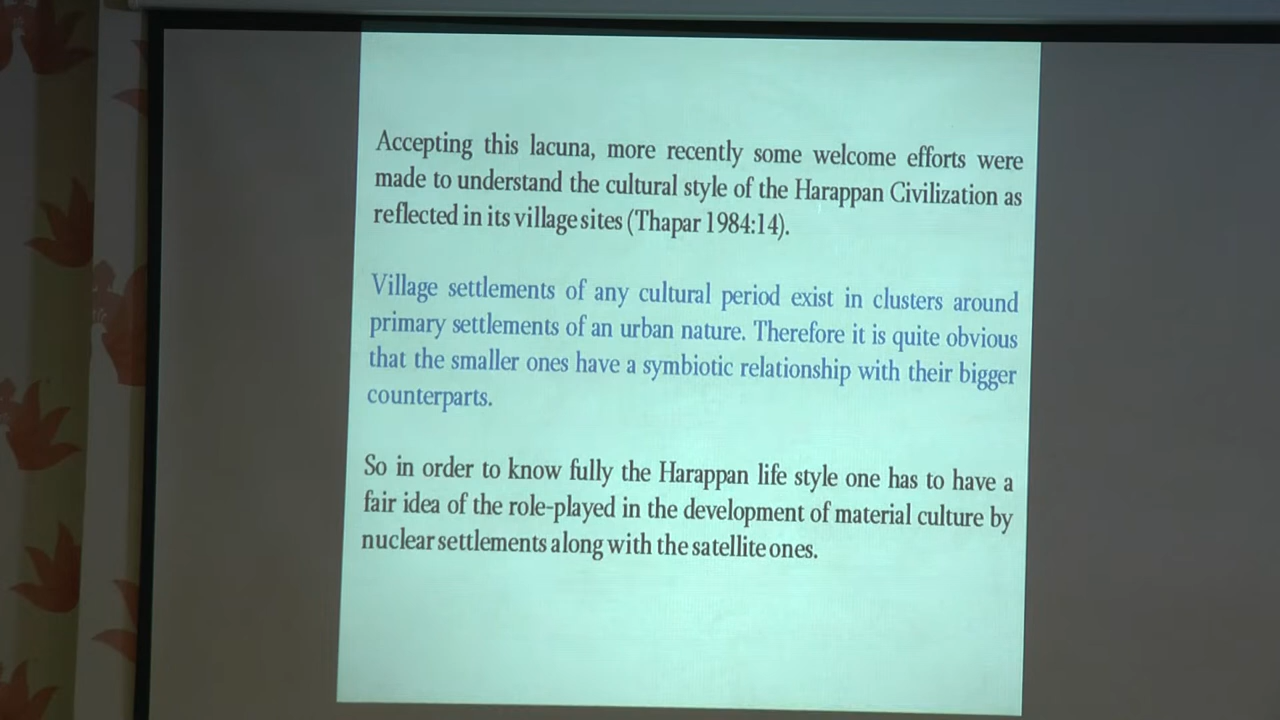 Accepting this lacuna, more recently some welcome efforts were
made to understand the cultural style of the Harappan Civilization as
reflected in its village sites (Thapar 1984:14).
Village settlements of any cultural period exist in clusters around
primary settlements of an urban nature. Therefore it is quite obvious
that the smaller ones have a symbiotic relationship with their bigger
counterparts.
So in order to know fully the Harappan life style one has to have a
fair idea of the role-played in the development of material culture by
nuclear settlements along with the satellite ones.